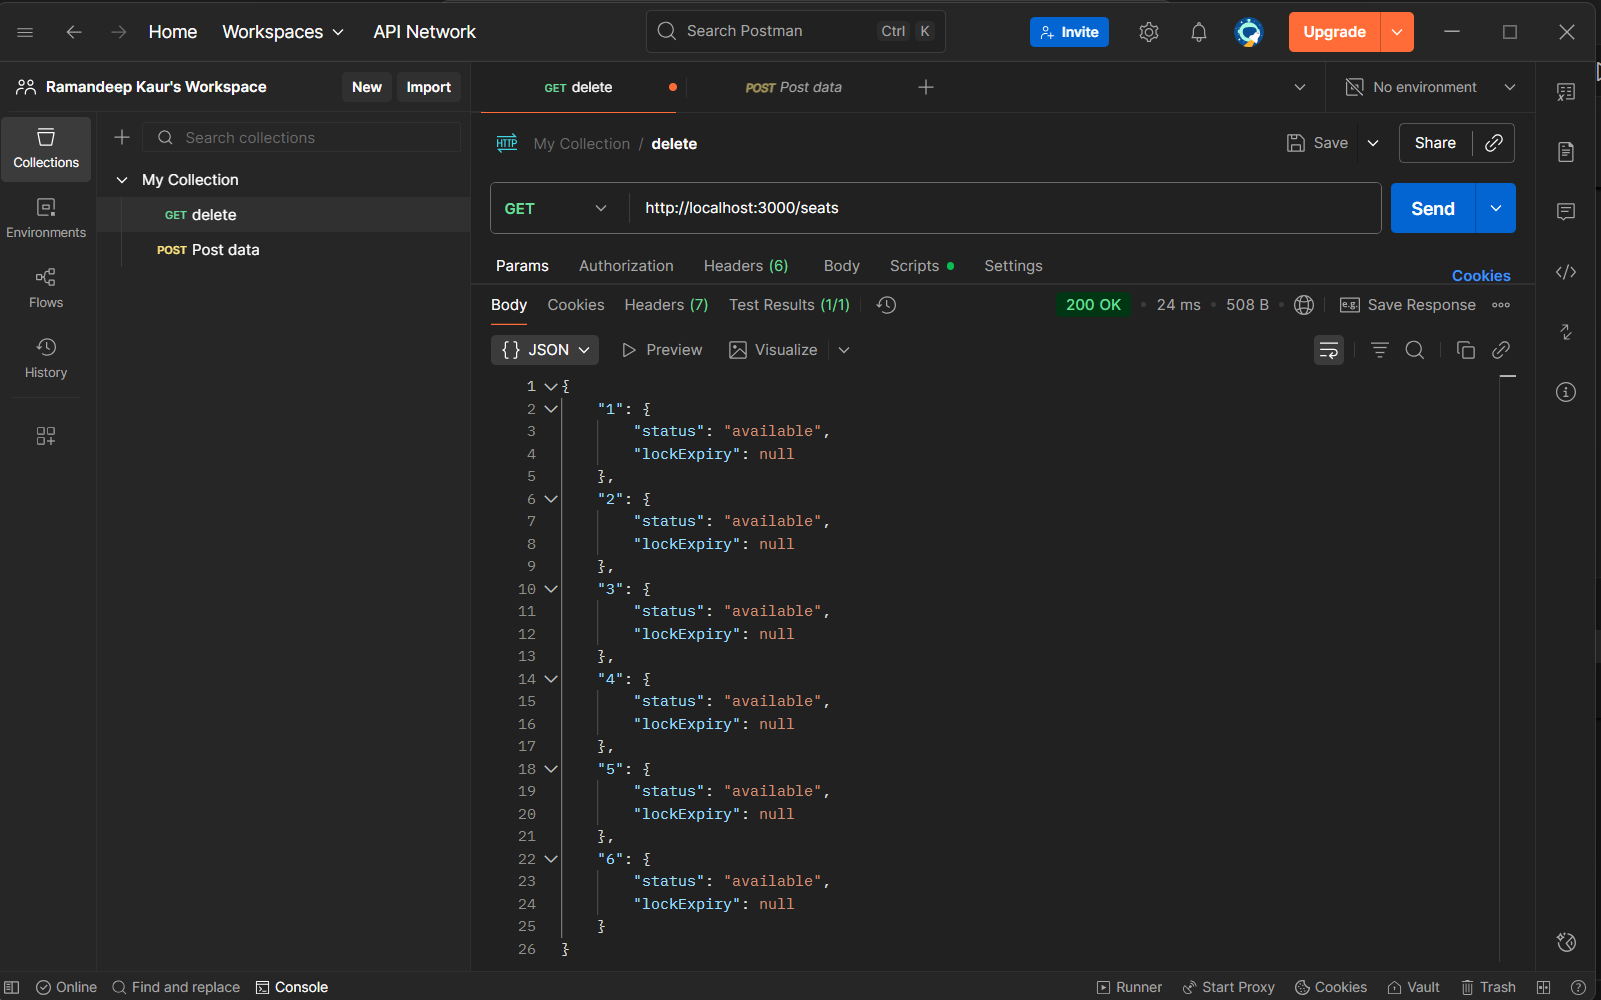 Home Workspaces API Network Search Postman Ctrl K Invite Upgrade
Ramandeep Kaur's Workspace New Import
GET delete POST Post data No environment
Collections
Environments
Flows
History
Search collections
My Collection
GET delete
POST Post data
HTTP My Collection / delete Save Share
GET http://localhost:3000/seats Send
Params Authorization Headers (6) Body Scripts Settings Cookies
Body Cookies Headers (7) Test Results (1/1) 200 OK 24 ms 508 B e.g. Save Response
{} JSON Preview Visualize
1 {
2 "1": {
3 "status": "available",
4 "lockExpiry": null
5 },
6 "2": {
7 "status": "available",
8 "lockExpiry": null
9 },
10 "3": {
11 "status": "available",
12 "lockExpiry": null
13 },
14 "4": {
15 "status": "available",
16 "lockExpiry": null
17 },
18 "5": {
19 "status": "available",
20 "lockExpiry": null
21 },
22 "6": {
23 "status": "available",
24 "lockExpiry": null
25 }
26 }
Online Find and replace Console Runner Start Proxy Cookies Vault Trash